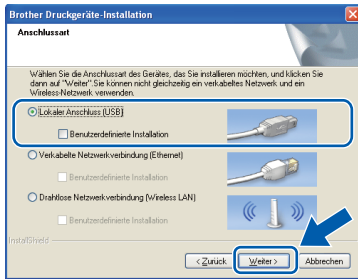 Brother Druckgeräte-Installation
Anschlussart
Wählen Sie die Anschlussart des Gerätes, das Sie installieren möchten, und klicken Sie
dann auf "Weiter".Sie können nicht gleichzeitig ein verkabeltes Netzwerk und ein
Wireless-Netzwerk verwenden.
Lokaler Anschluss (USB)
Benutzerdefinierte Installation
Verkabelte Netzwerkverbindung (Ethernet)
Benutzerdefinierte Installation
Drahtlose Netzwerkverbindung (Wireless LAN)
Benutzerdefinierte Installation
InstallShield
< Zurück Weiter > Abbrechen